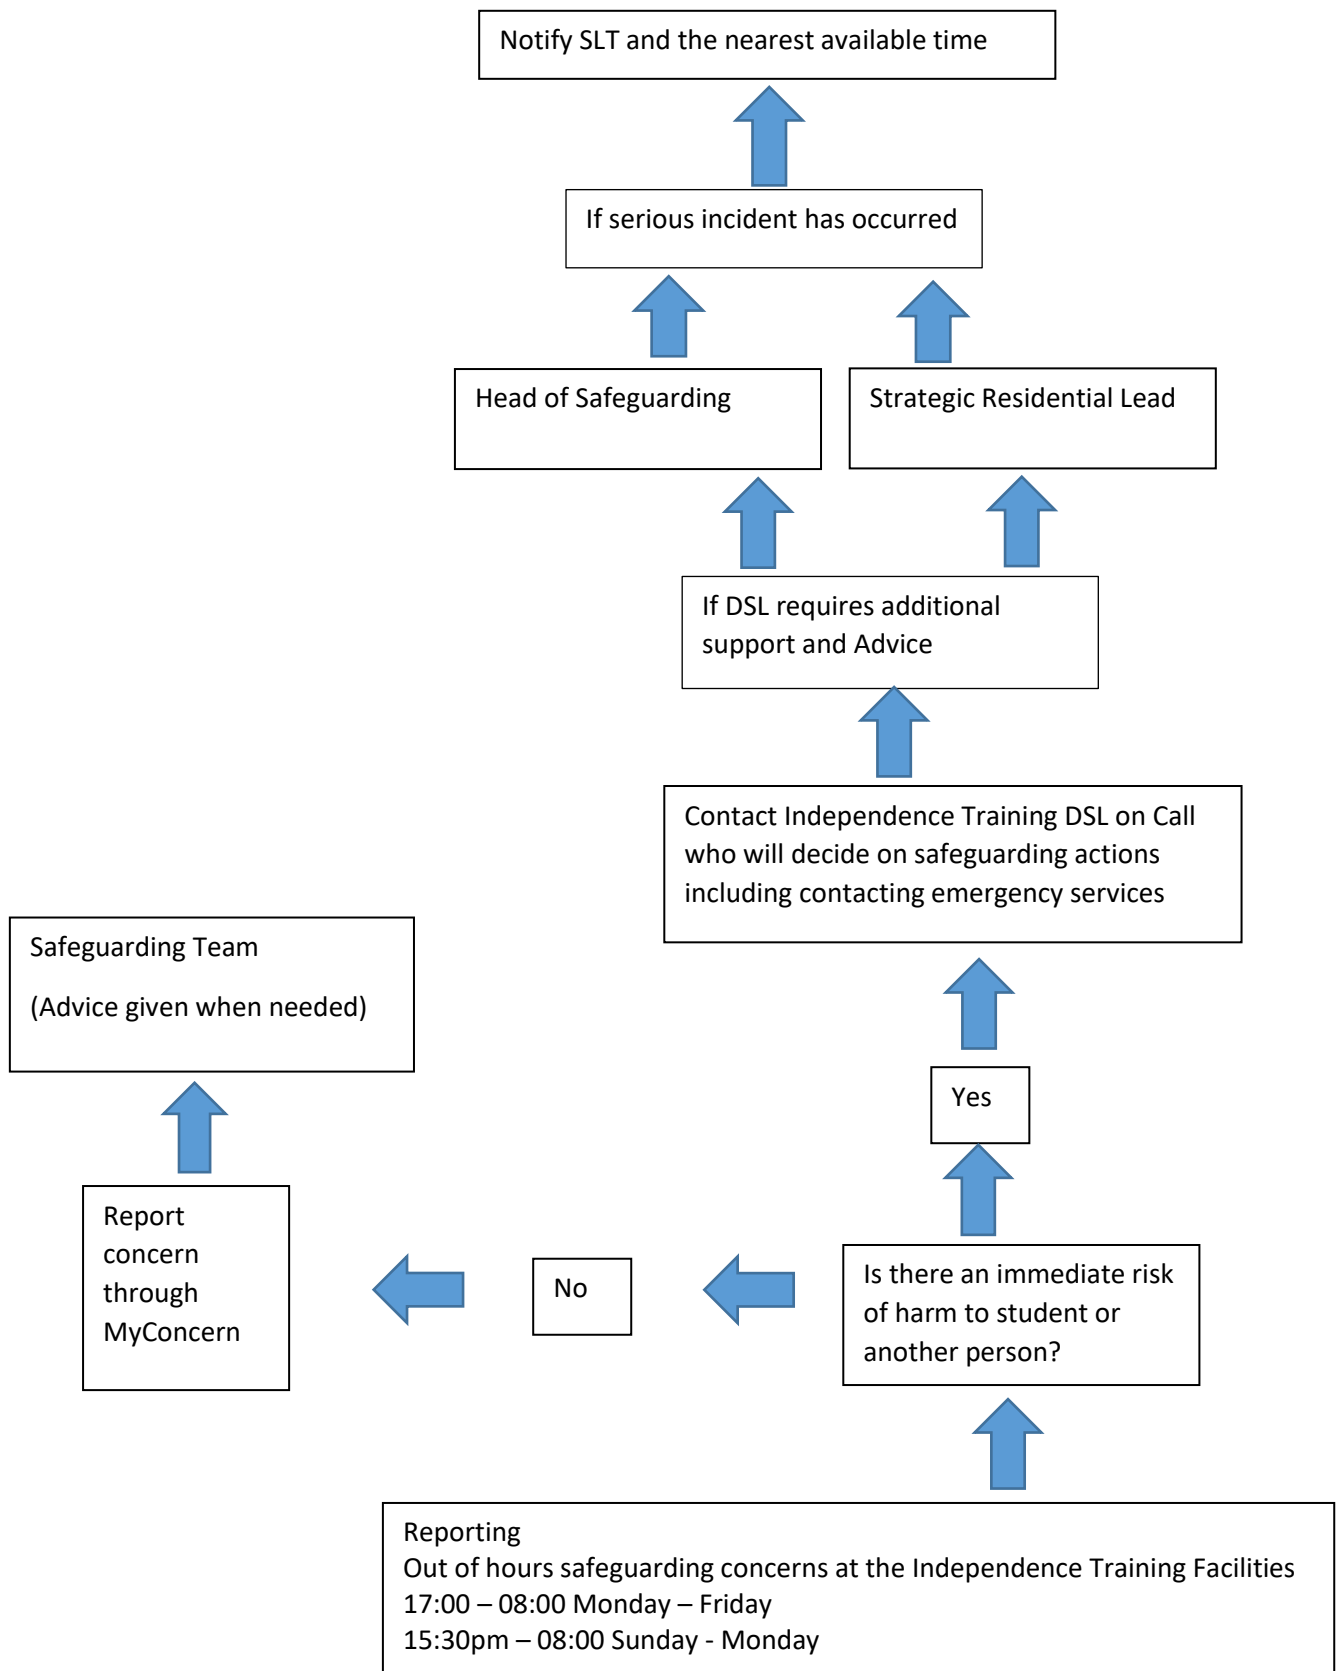 Notify SLT and the nearest available time
If serious incident has occurred
Head of Safeguarding
Strategic Residential Lead
If DSL requires additional
support and Advice
Contact Independence Training DSL on Call
who will decide on safeguarding actions
including contacting emergency services
Safeguarding Team
(Advice given when needed)
Yes
Report
concern
through
MyConcern
No
Is there an immediate risk
of harm to student or
another person?
Reporting
Out of hours safeguarding concerns at the Independence Training Facilities
17:00 – 08:00 Monday – Friday
15:30pm – 08:00 Sunday - Monday